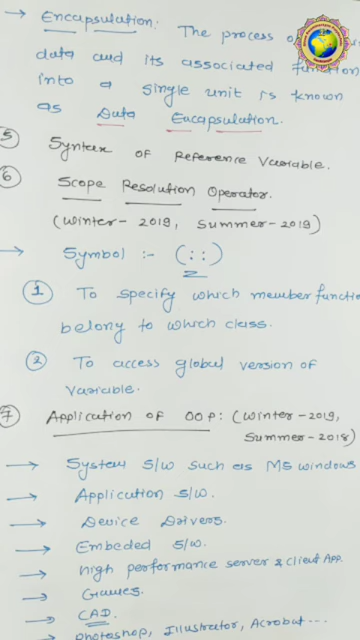 → Encapsulation: The process o
data and its associated function
into a single unit is known
as Data Encapsulation.
⑤ Syntax of Reference Variable.
⑥ Scope Resolution Operator.
(Winter-2019, Summer-2019)
→ Symbol :- (::)
① To specify which member functio
belong to which class.
② To access global version of
Variable.
⑦ Application of OOP: (Winter-2019,
Summer-2018)
→ System S/W such as MS windows
→ Application S/W.
→ Device Drivers.
→ Embeded S/W.
→ high performance server & client App.
→ Games.
→ CAD.
→ Photoshop, Illustrator, Acrobat...